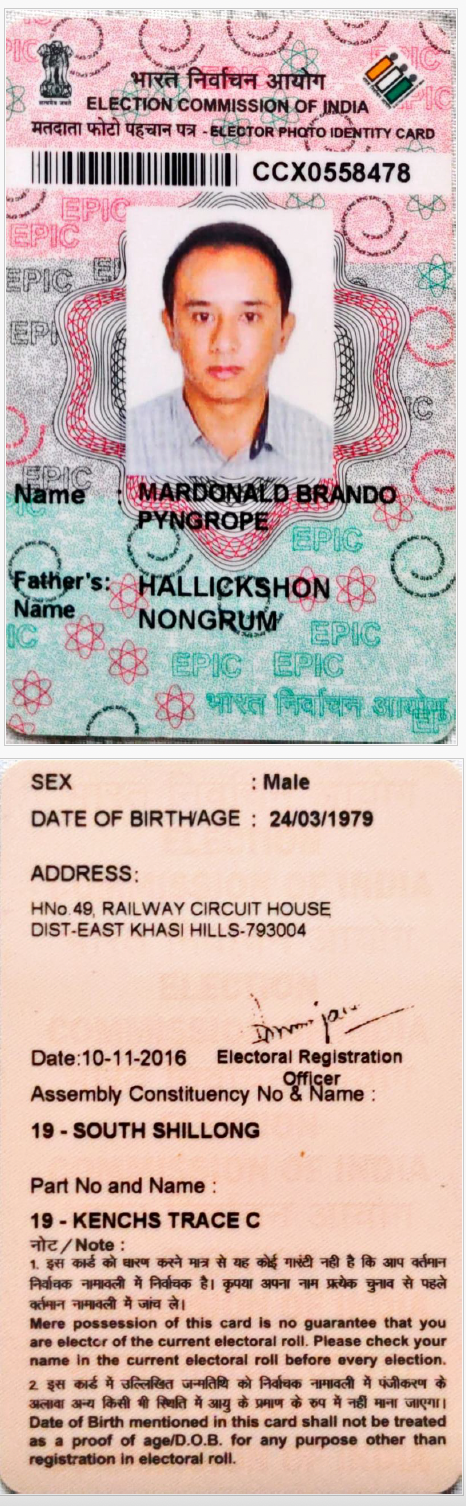 भारत निर्वाचन आयोग
ELECTION COMMISSION OF INDIA
मतदाता फोटो पहचान पत्र - ELECTOR PHOTO IDENTITY CARD
CCX0558478
EPIC
EPIC
EPIC
Name : MARDONALD BRANDO
PYNGROPE
EPIC
Father's: HALLICKSHON
Name NONGRUM
EPIC
EPIC EPIC
भारत निर्वाचन आयोग
SEX : Male
DATE OF BIRTH/AGE : 24/03/1979
ADDRESS:
HNo.49, RAILWAY CIRCUIT HOUSE
DIST-EAST KHASI HILLS-793004
Date:10-11-2016 Electoral Registration
Officer
Assembly Constituency No & Name :
19 - SOUTH SHILLONG
Part No and Name :
19 - KENCHS TRACE C
नोट / Note :
1. इस कार्ड को धारण करने मात्र से यह कोई गारंटी नही है कि आप वर्तमान
निर्वाचक नामावली में निर्वाचक है। कृपया अपना नाम प्रत्येक चुनाव से पहले
वर्तमान नामावली में जांच ले।
Mere possession of this card is no guarantee that you
are elector of the current electoral roll. Please check your
name in the current electoral roll before every election.
2. इस कार्ड में उल्लिखित जन्मतिथि को निर्वाचक नामावली में पंजीकरण के
अलावा अन्य किसी भी स्थिति में आयु के प्रमाण के रुप में नहीं माना जाएगा।
Date of Birth mentioned in this card shall not be treated
as a proof of age/D.O.B. for any purpose other than
registration in electoral roll.